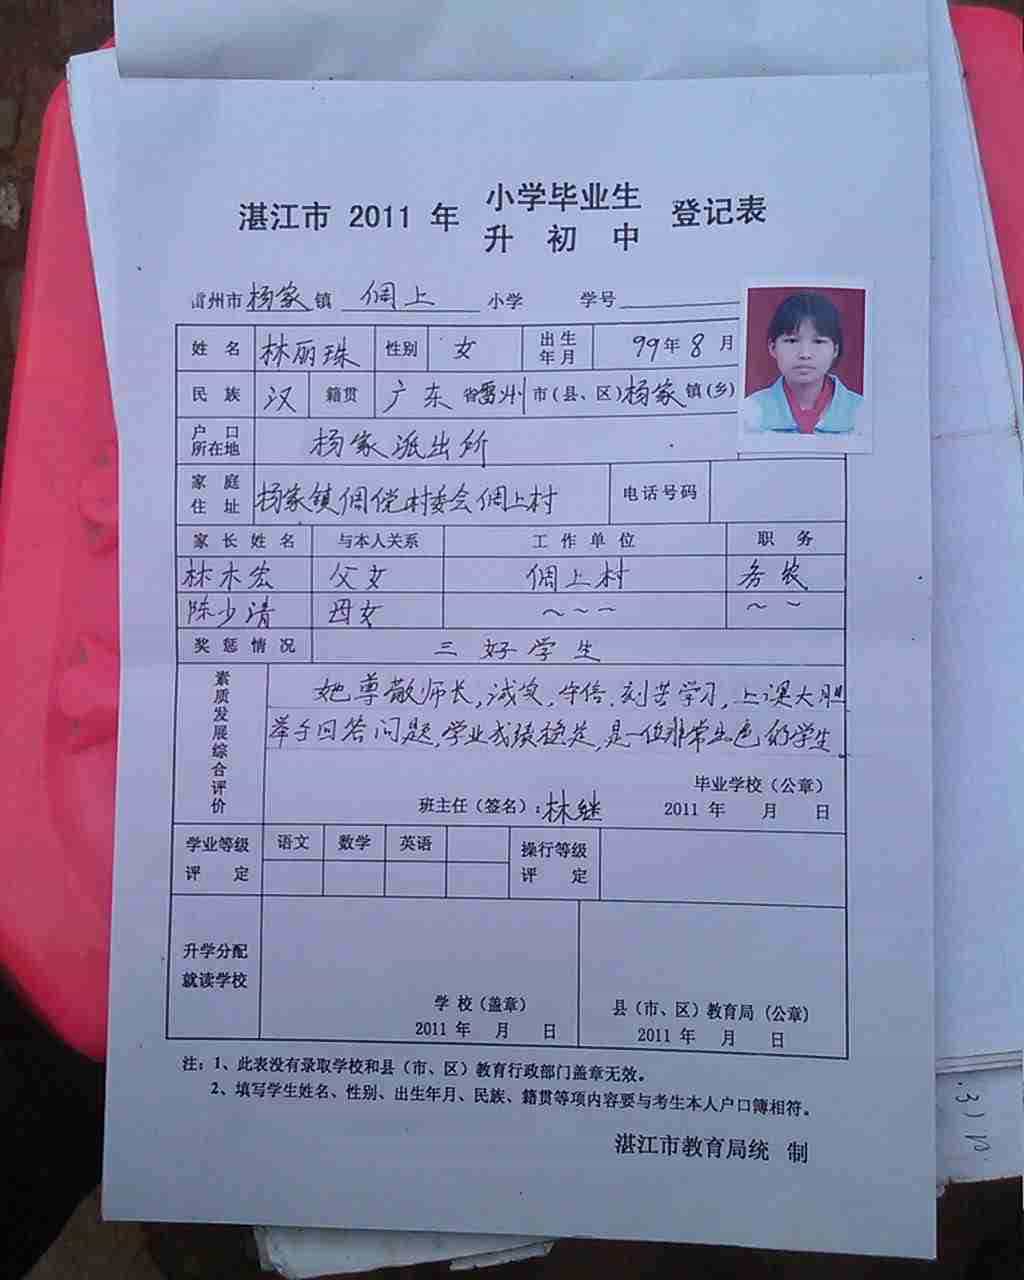 湛江市 2011 年 小学毕业生 登记表
升 初 中
雷州市 杨家 镇 倜上 小学 学号
姓 名 林丽珠 性别 女 出生年月 99年8月
民 族 汉 籍贯 广东 省 雷州 市(县、区) 杨家 镇(乡)
户口所在地 杨家派出所
家庭住址 杨家镇 村委会倜上村 电话号码
家长姓名 与本人关系 工作单位 职务
林木宏 父女 倜上村 务农
陈少清 母女 ~~~ ~~
奖惩情况 三好学生
素质发展综合评价
她尊敬师长,诚实,守信,刻苦学习,上课大胆
举手回答问题,学业成绩稳定,是一位非常出色的学生。
毕业学校(公章)
班主任(签名):林继 2011 年 月 日
学业等级评定 语文 数学 英语 操行等级评定
升学分配就读学校
学校(盖章) 县(市、区)教育局(公章)
2011 年 月 日 2011 年 月 日
注:1、此表没有录取学校和县(市、区)教育行政部门盖章无效。
2、填写学生姓名、性别、出生年月、民族、籍贯等项内容要与考生本人户口簿相符。
湛江市教育局统 制